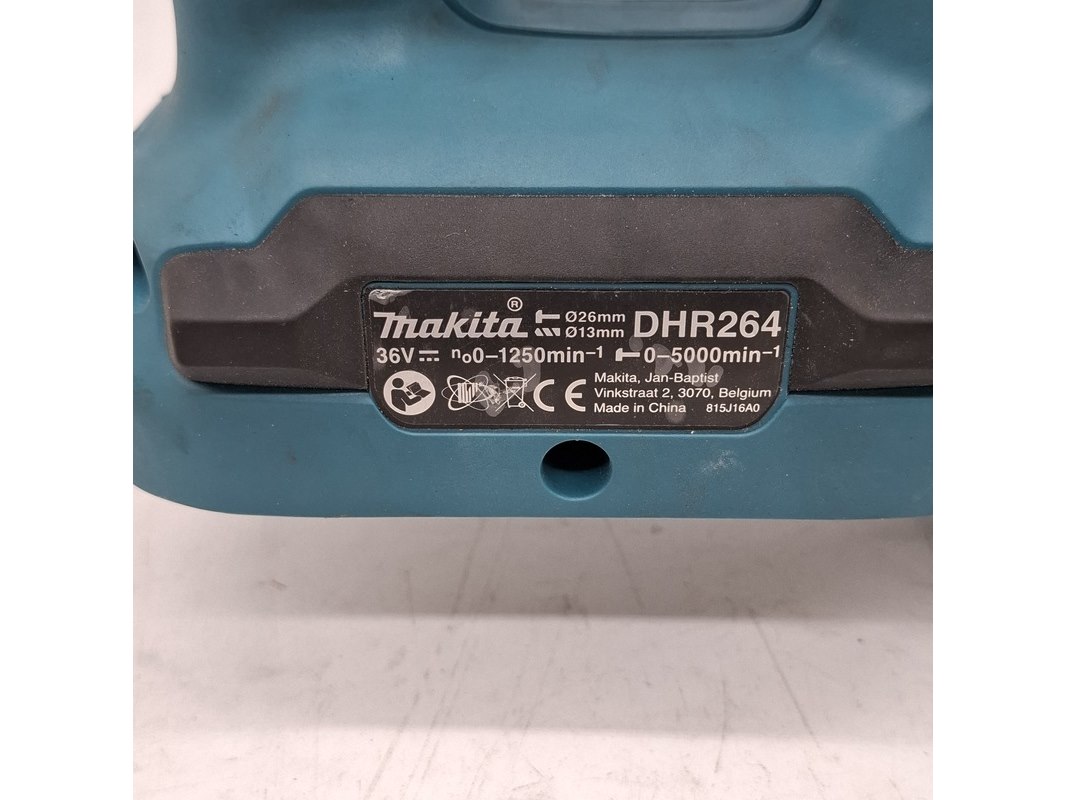 makita® Ø26mm Ø13mm DHR264
36V⎓ no0–1250min⁻¹ 0–5000min⁻¹
CE Makita, Jan-Baptist
Vinkstraat 2, 3070, Belgium
Made in China 815J16A0